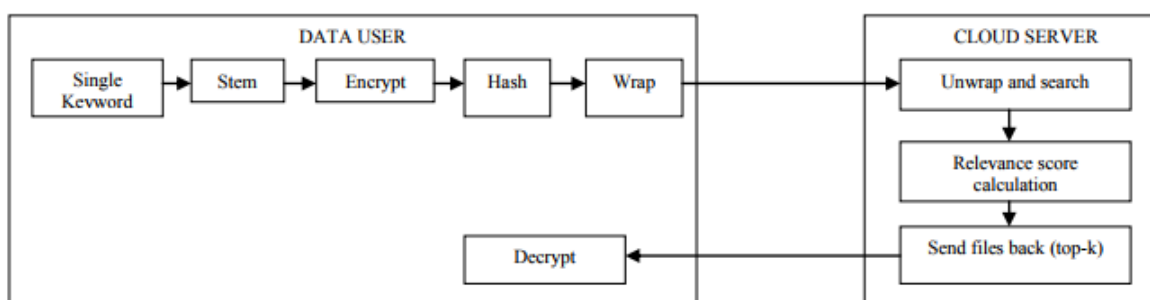 DATA USER
Single
Kevword
Stem
Encrypt
Hash
Wrap
Decrypt
CLOUD SERVER
Unwrap and search
Relevance score
calculation
Send files back (top-k)